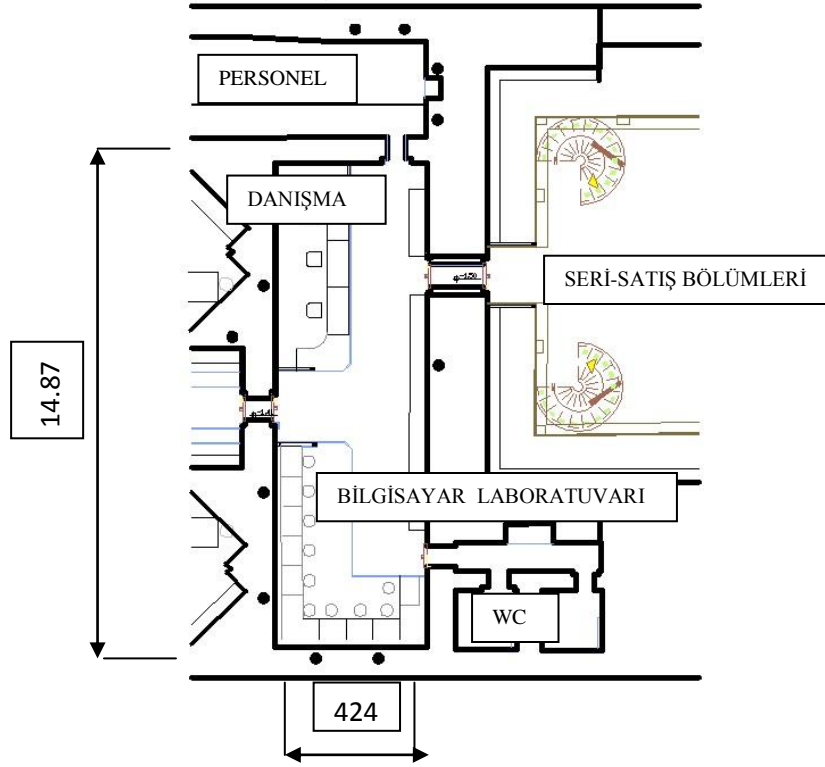 PERSONEL
DANIŞMA
SERİ-SATIŞ BÖLÜMLERİ
14.87
BİLGİSAYAR LABORATUVARI
WC
424